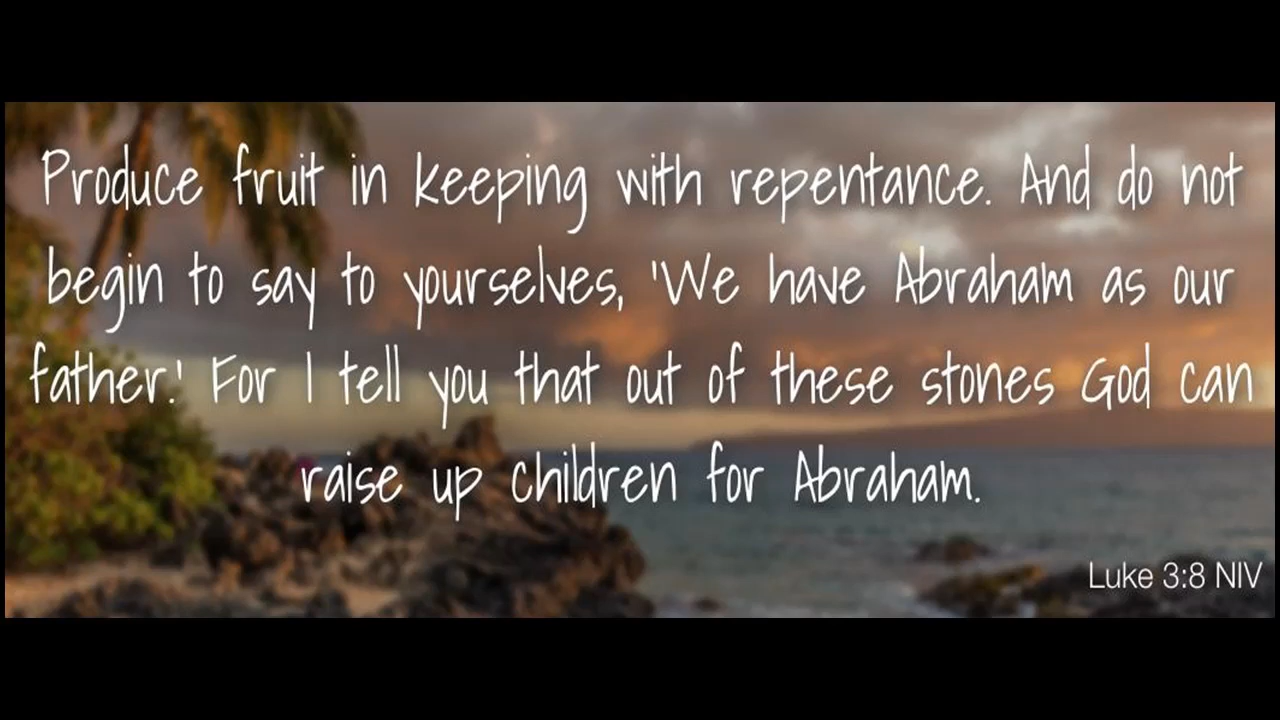 Produce fruit in keeping with repentance. And do not
begin to say to yourselves, 'We have Abraham as our
father.' For I tell you that out of these stones God can
raise up children for Abraham.
Luke 3:8 NIV